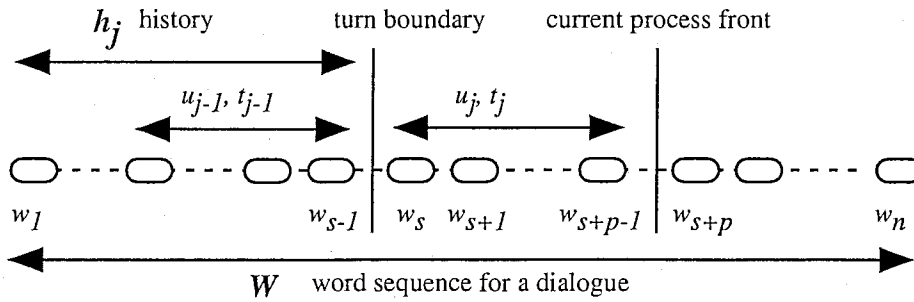 h_j history turn boundary current process front
u_{j-1}, t_{j-1} u_j, t_j
w_1 w_{s-1} w_s w_{s+1} w_{s+p-1} w_{s+p} w_n
W word sequence for a dialogue